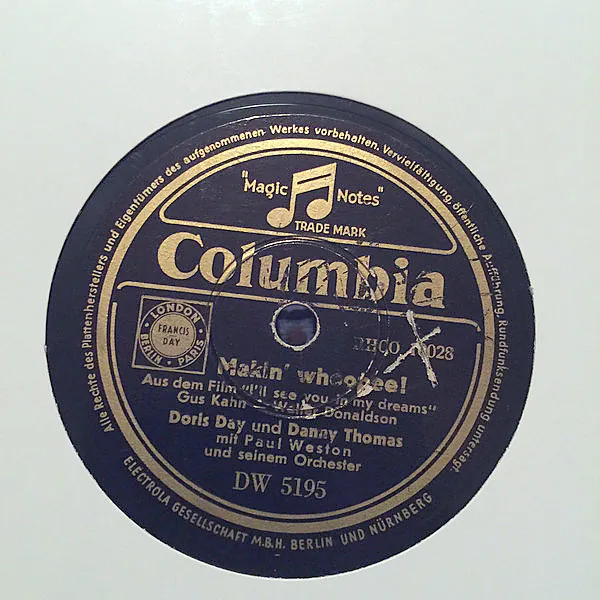 Alle Rechte des Plattenherstellers und Eigentümers des aufgenommenen Werkes vorbehalten. Vervielfältigung, öffentliche Aufführung, Rundfunksendung untersagt!
"Magic Notes"
TRADE MARK
Columbia
LONDON
FRANCIS
DAY
BERLIN • PARIS
RHCO
Makin' whoopee!
Aus dem Film "I'll see you in my dreams"
Gus Kahn Walter Donaldson
Doris Day und Danny Thomas
mit Paul Weston
und seinem Orchester
DW 5195
ELECTROLA GESELLSCHAFT M.B.H. BERLIN UND NÜRNBERG